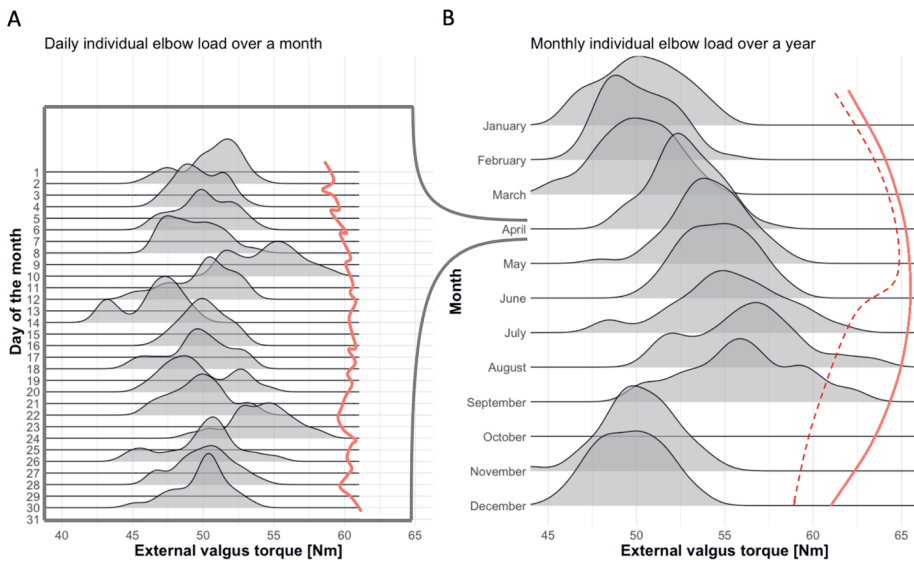 A
Daily individual elbow load over a month
Day of the month
1
2
3
4
5
6
7
8
9
10
11
12
13
14
15
16
17
18
19
20
21
22
23
24
25
26
27
28
29
30
31
40 45 50 55 60 65
External valgus torque [Nm]
B
Monthly individual elbow load over a year
Month
January
February
March
April
May
June
July
August
September
October
November
December
45 50 55 60 65
External valgus torque [Nm]